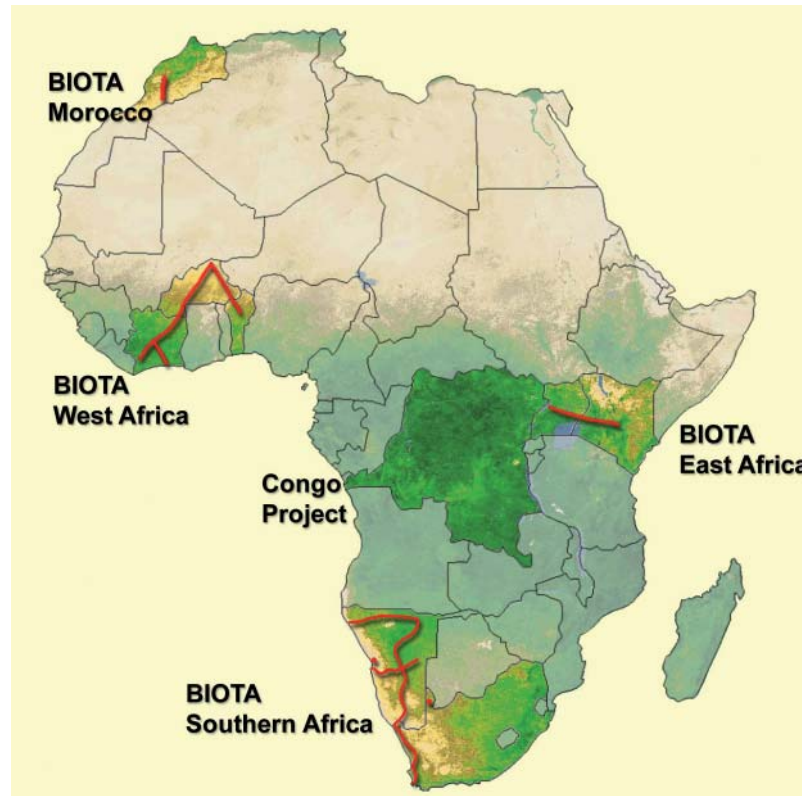 BIOTA
Morocco
BIOTA
West Africa
BIOTA
East Africa
Congo
Project
BIOTA
Southern Africa